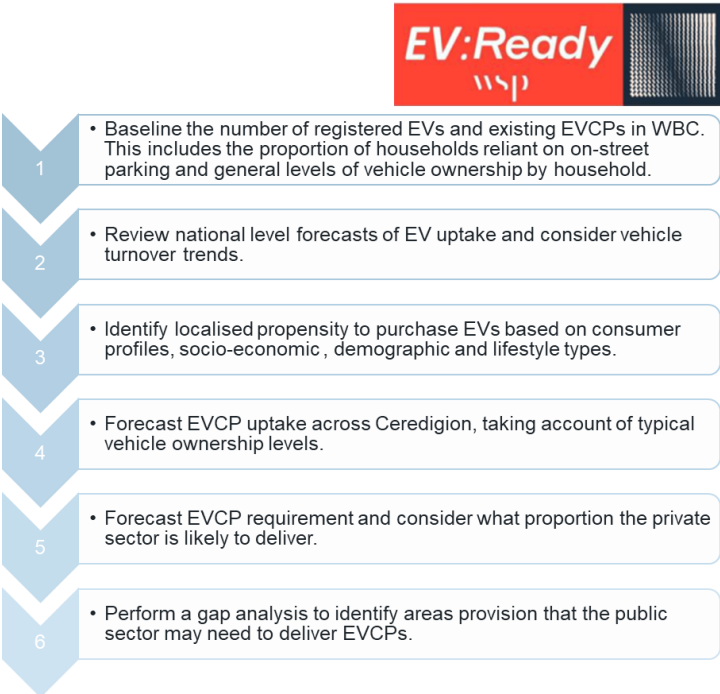 EV:Ready
wsp
1
• Baseline the number of registered EVs and existing EVCPs in WBC.
This includes the proportion of households reliant on on-street
parking and general levels of vehicle ownership by household.
2
• Review national level forecasts of EV uptake and consider vehicle
turnover trends.
3
• Identify localised propensity to purchase EVs based on consumer
profiles, socio-economic , demographic and lifestyle types.
4
• Forecast EVCP uptake across Ceredigion, taking account of typical
vehicle ownership levels.
5
• Forecast EVCP requirement and consider what proportion the private
sector is likely to deliver.
6
• Perform a gap analysis to identify areas provision that the public
sector may need to deliver EVCPs.